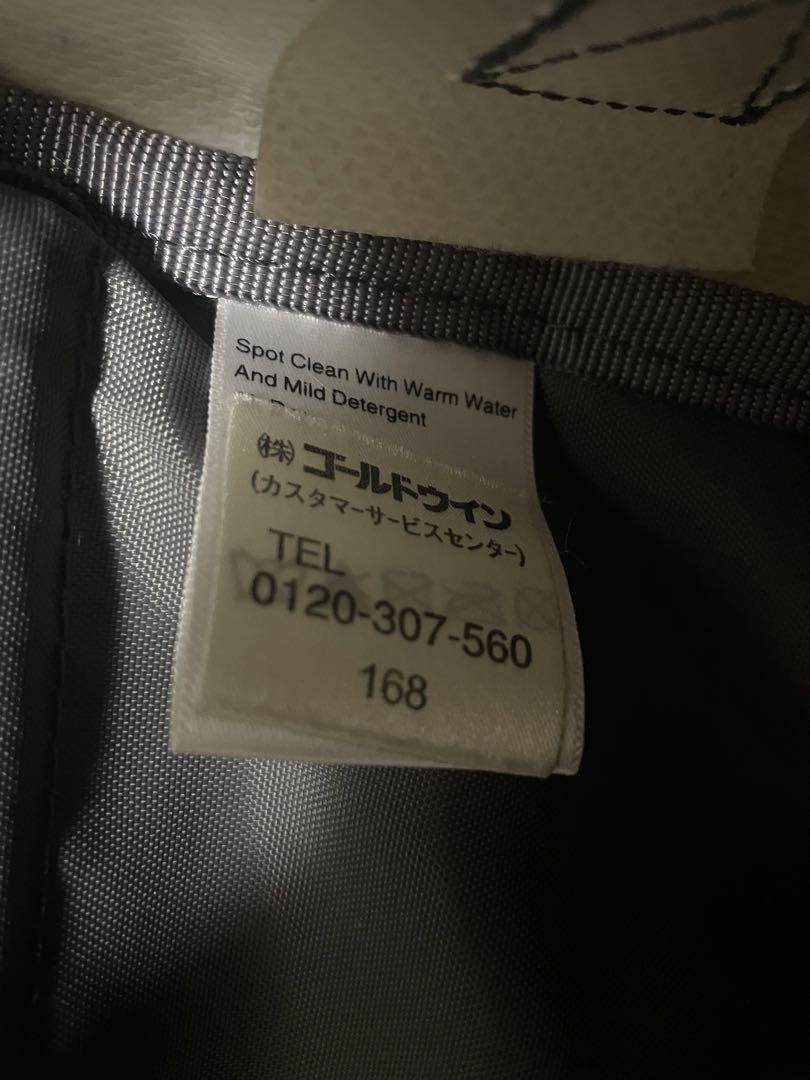 Spot Clean With Warm Water
And Mild Detergent
(株)ゴールドウイン
(カスタマーサービスセンター)
TEL
0120-307-560
168